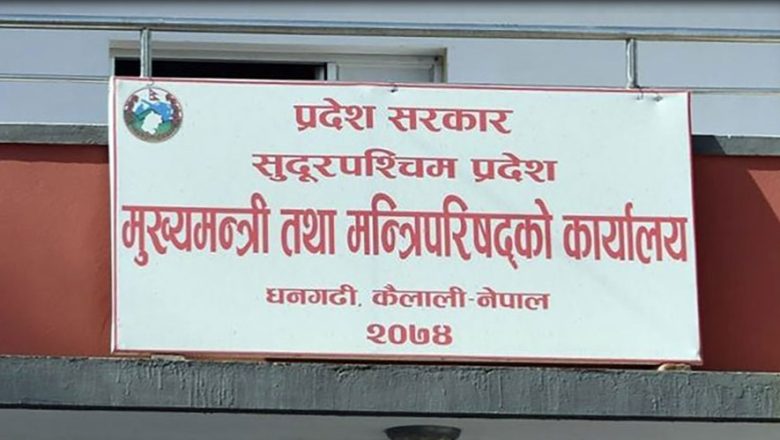 प्रदेश सरकार
सुदूरपश्चिम प्रदेश
मुख्यमन्त्री तथा मन्त्रिपरिषद्को कार्यालय
धनगढी, कैलाली-नेपाल
२०७४